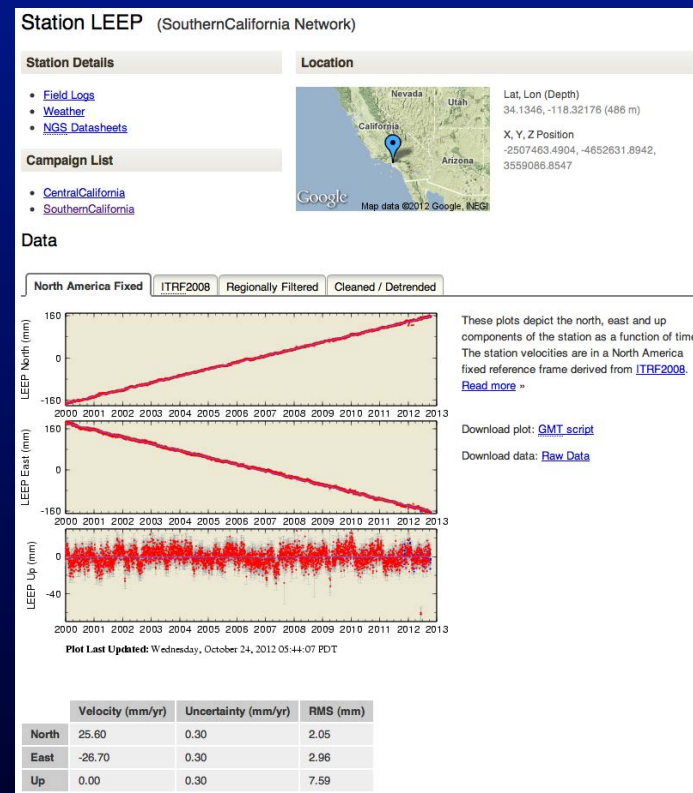 Station LEEP (SouthernCalifornia Network)
Station Details
• Field Logs
• Weather
• NGS Datasheets
Campaign List
• CentralCalifornia
• SouthernCalifornia
Location
Nevada
Utah
California
Arizona
Google
Map data ©2012 Google, INEGI
Lat, Lon (Depth)
34.1346, -118.32176 (486 m)
X, Y, Z Position
-2507463.4904, -4652631.8942,
3559086.8547
Data
North America Fixed ITRF2008 Regionally Filtered Cleaned / Detrended
LEEP North (mm)
160
0
-160
2000 2001 2002 2003 2004 2005 2006 2007 2008 2009 2010 2011 2012 2013
LEEP East (mm)
160
0
-160
2000 2001 2002 2003 2004 2005 2006 2007 2008 2009 2010 2011 2012 2013
LEEP Up (mm)
0
-40
2000 2001 2002 2003 2004 2005 2006 2007 2008 2009 2010 2011 2012 2013
Plot Last Updated: Wednesday, October 24, 2012 05:44:07 PDT
These plots depict the north, east and up
components of the station as a function of time
The station velocities are in a North America
fixed reference frame derived from ITRF2008.
Read more »
Download plot: GMT script
Download data: Raw Data
Velocity (mm/yr) Uncertainty (mm/yr) RMS (mm)
North 25.60 0.30 2.05
East -26.70 0.30 2.96
Up 0.00 0.30 7.59